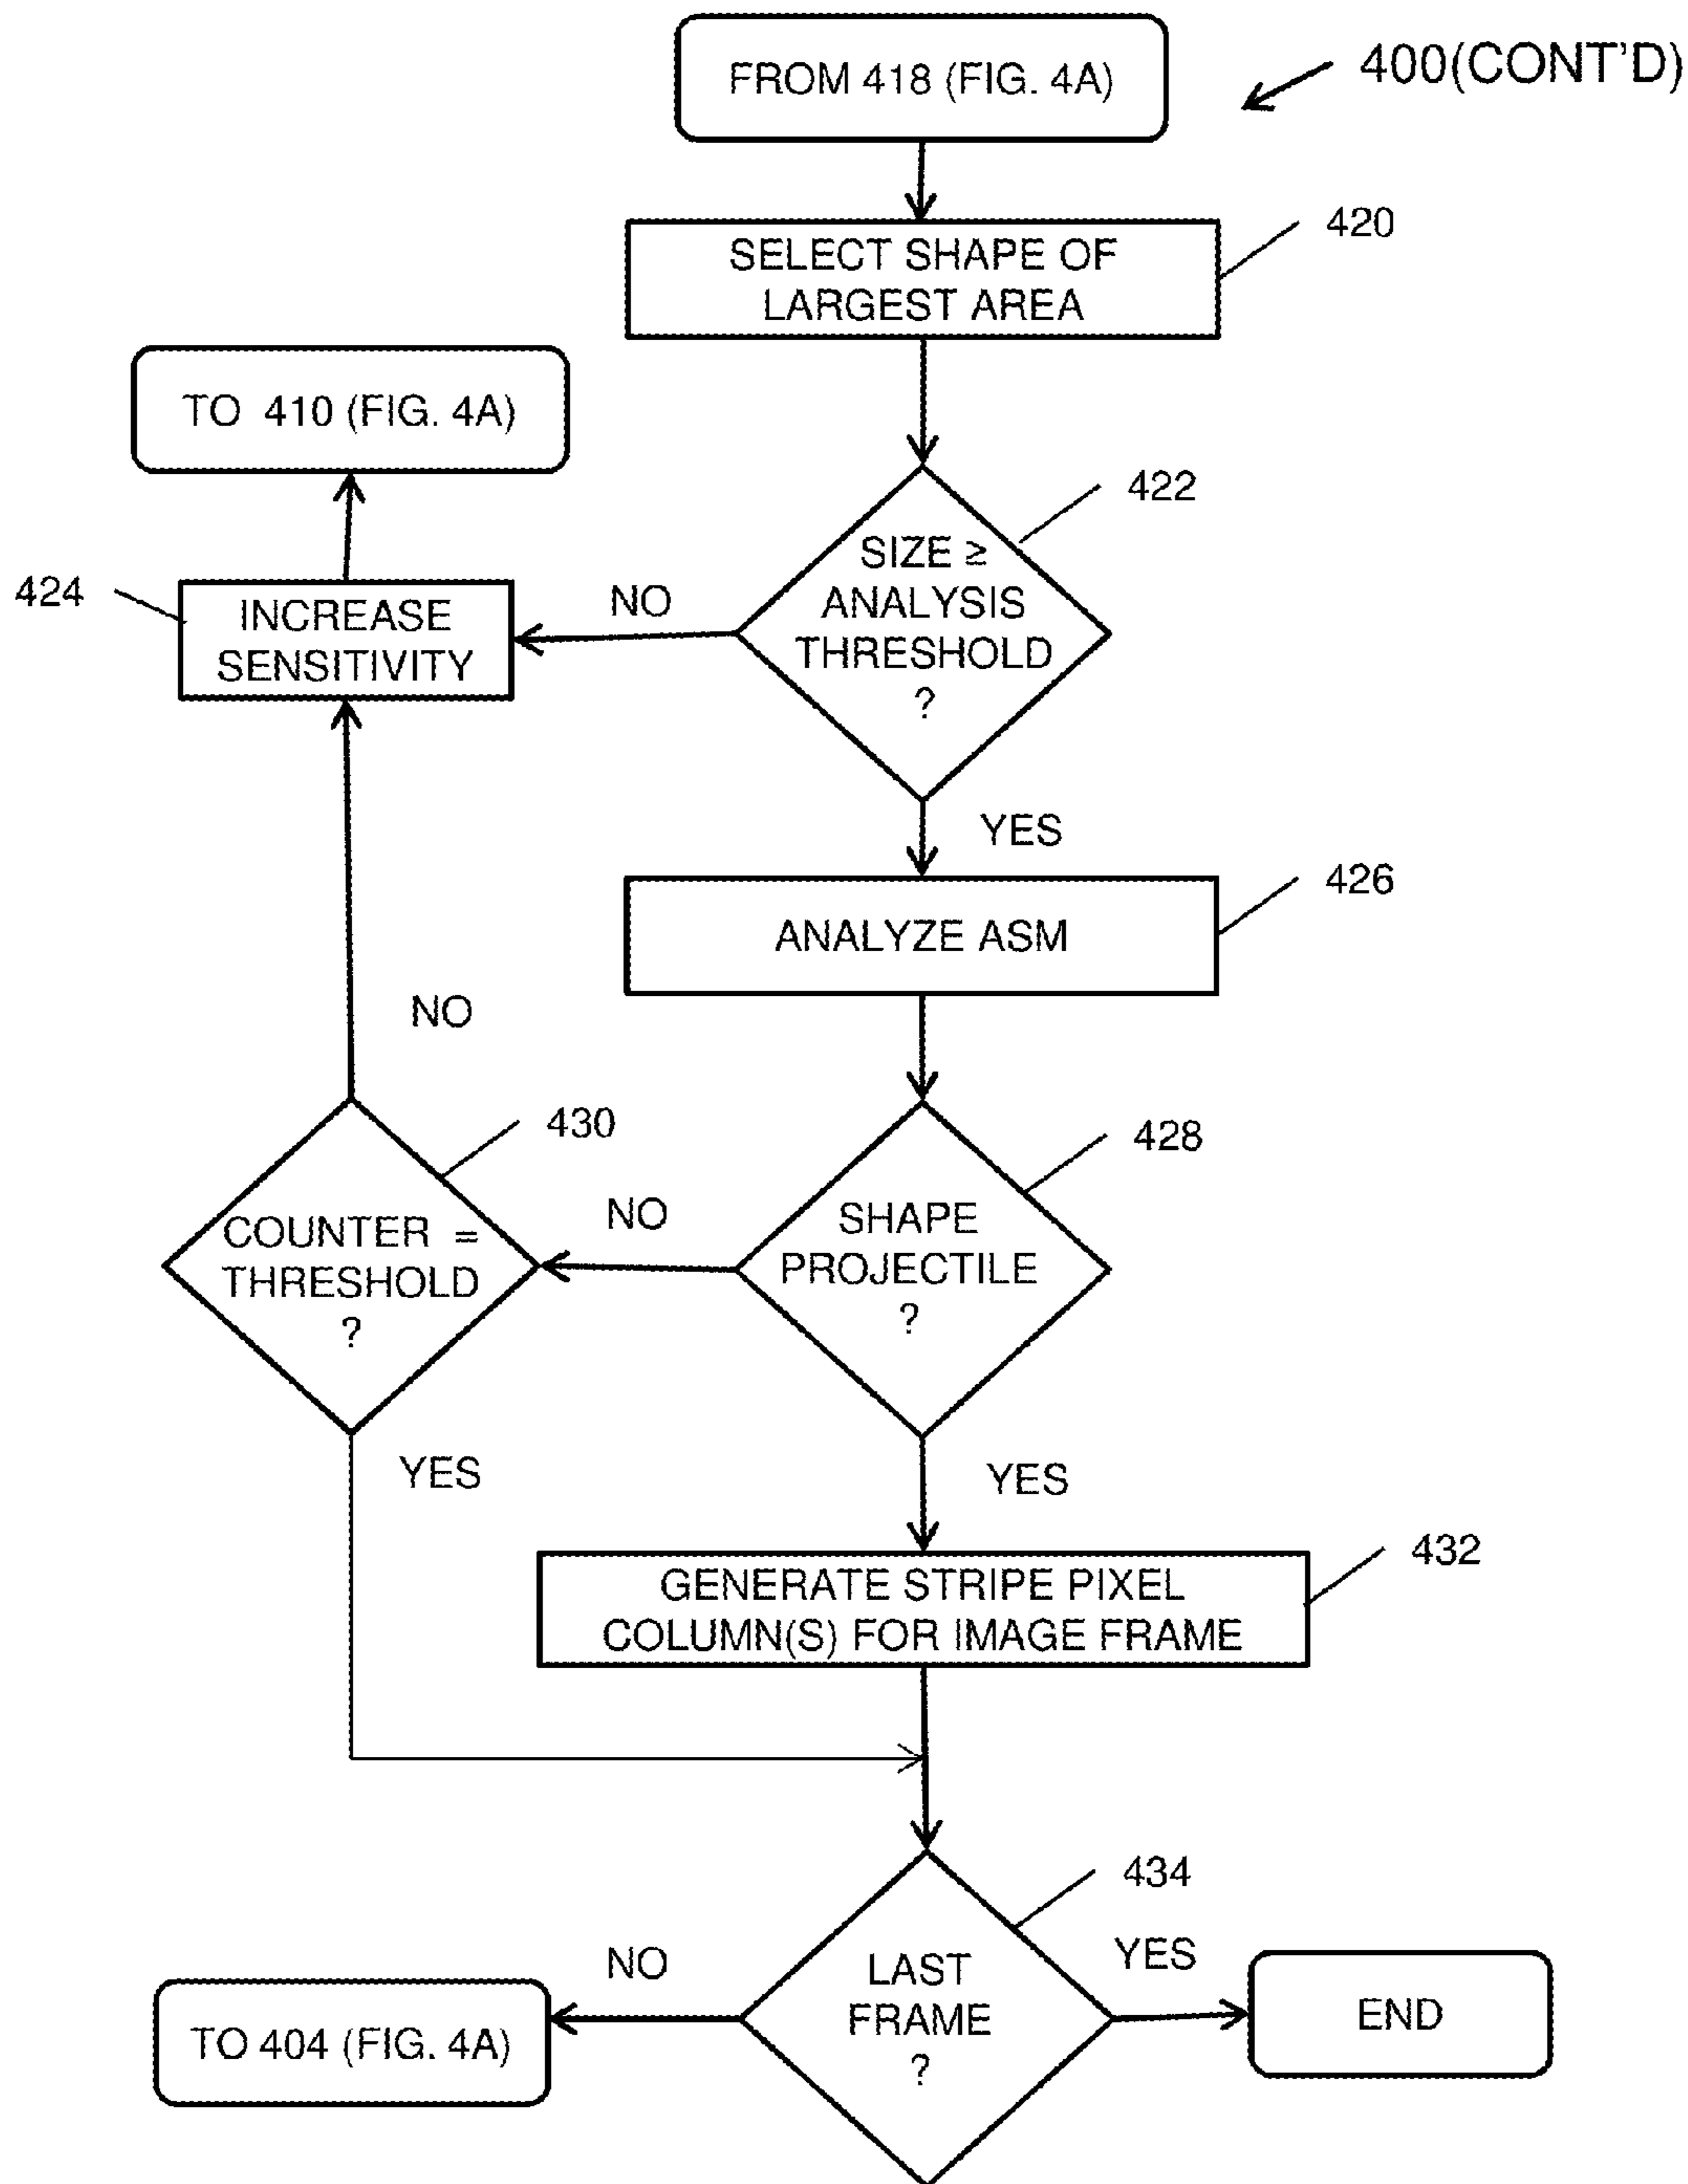 FROM 418 (FIG. 4A)
400(CONT'D)
420
SELECT SHAPE OF
LARGEST AREA
TO 410 (FIG. 4A)
422
SIZE ≥
ANALYSIS
THRESHOLD
?
NO
424
INCREASE
SENSITIVITY
YES
426
ANALYZE ASM
NO
430
428
COUNTER =
THRESHOLD
?
NO
SHAPE
PROJECTILE
?
YES
YES
432
GENERATE STRIPE PIXEL
COLUMN(S) FOR IMAGE FRAME
434
LAST
FRAME
?
NO
YES
TO 404 (FIG. 4A)
END